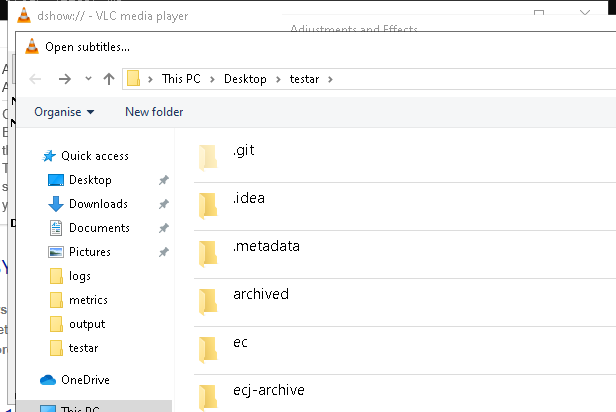 dshow:// - VLC media player
Adjustments and Effects
Open subtitles...
This PC > Desktop > testar >
Organise New folder
Quick access
Desktop
Downloads
Documents
Pictures
logs
metrics
output
testar
OneDrive
This PC
.git
.idea
.metadata
archived
ec
ecj-archive